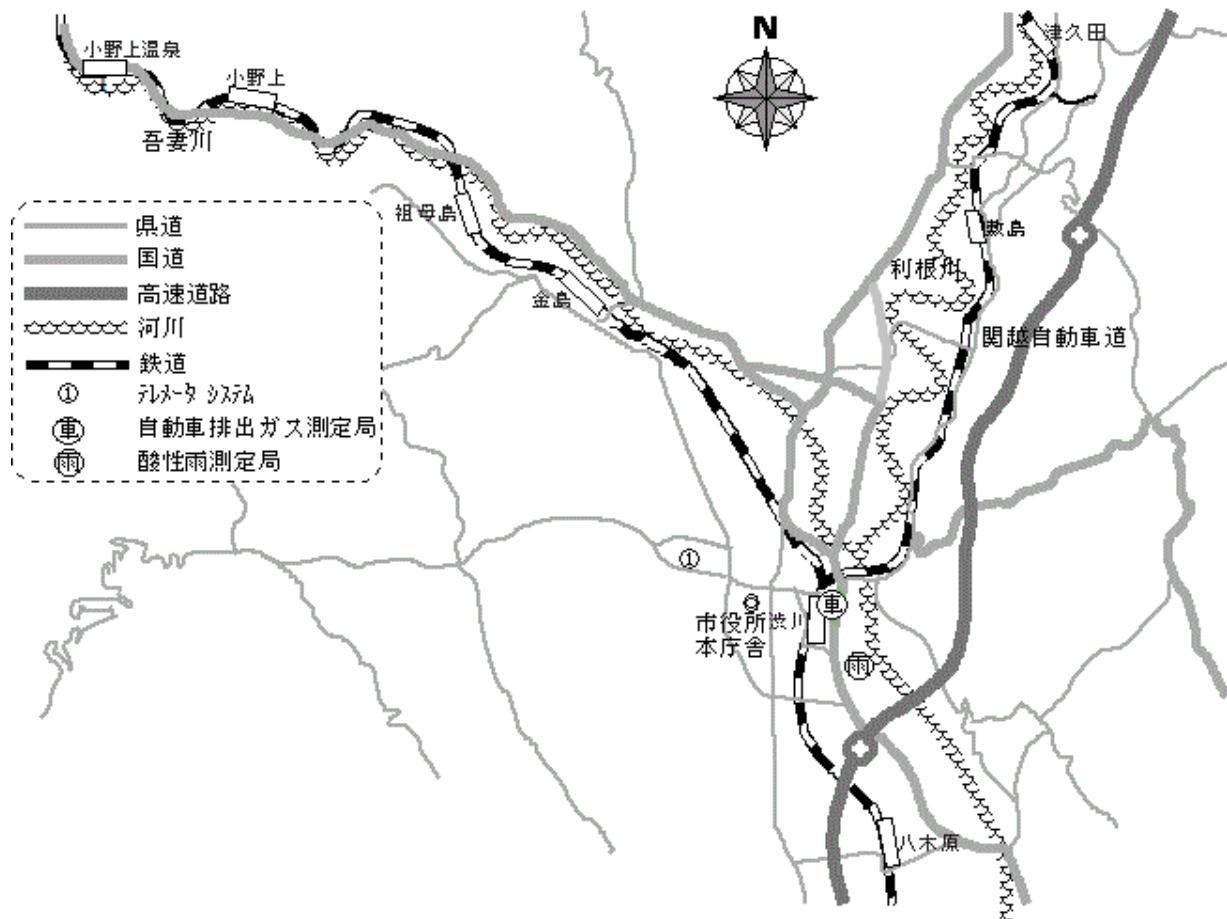 N
津久田
小野上温泉
小野上
吾妻川
祖母島
敷島
利根川
金島
関越自動車道
県道
国道
高速道路
河川
鉄道
① テレメータ システム
車 自動車排出ガス測定局
雨 酸性雨測定局
①
車
市役所
本庁舎
渋川
雨
八木原